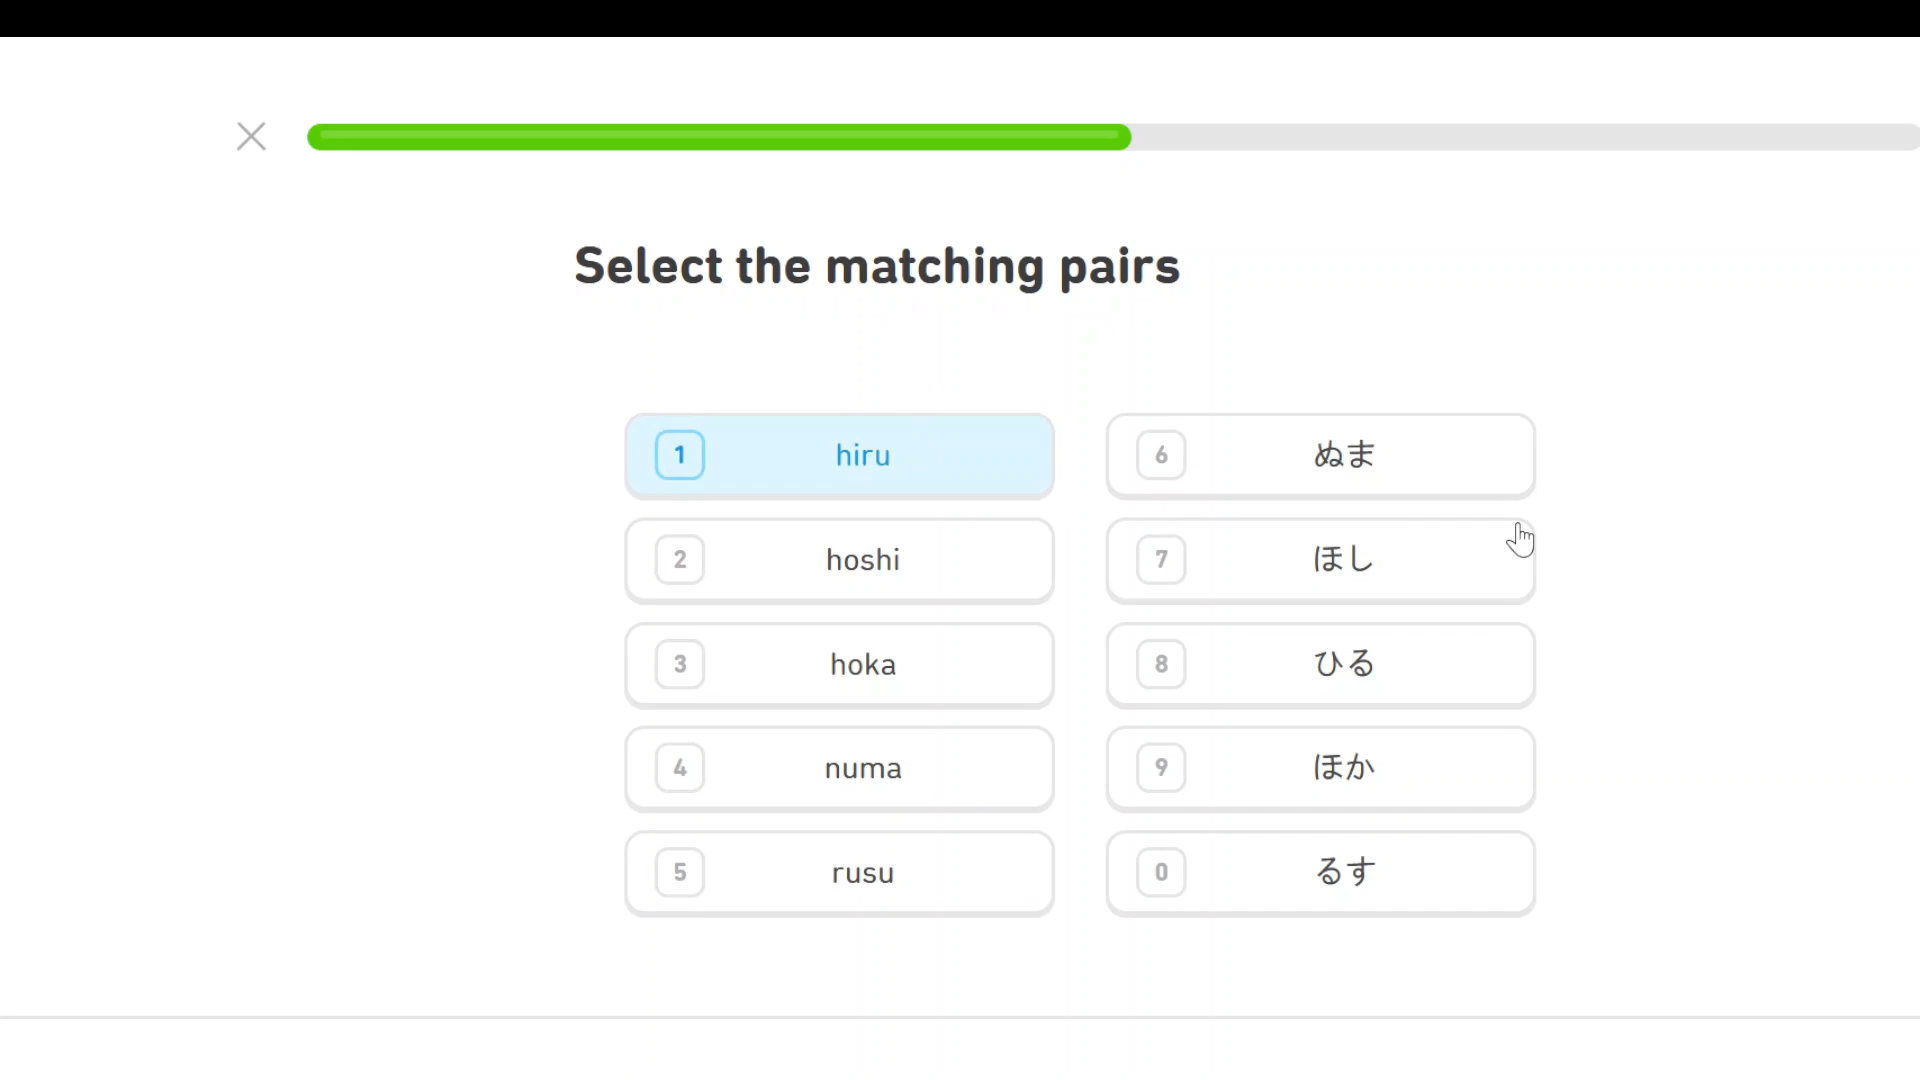 Select the matching pairs
1 hiru
6 ぬま
2 hoshi
7 ほし
3 hoka
8 ひる
4 numa
9 ほか
5 rusu
0 るす